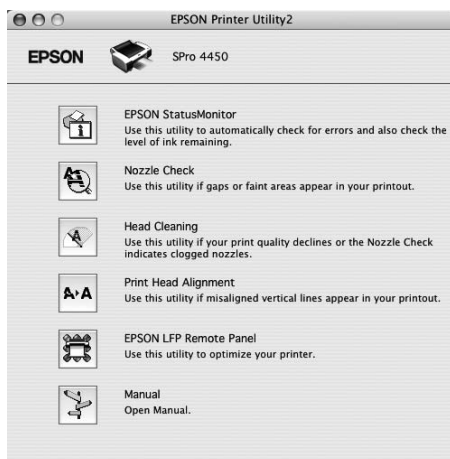 EPSON Printer Utility2
EPSON SPro 4450
EPSON StatusMonitor
Use this utility to automatically check for errors and also check the
level of ink remaining.
Nozzle Check
Use this utility if gaps or faint areas appear in your printout.
Head Cleaning
Use this utility if your print quality declines or the Nozzle Check
indicates clogged nozzles.
Print Head Alignment
Use this utility if misaligned vertical lines appear in your printout.
EPSON LFP Remote Panel
Use this utility to optimize your printer.
Manual
Open Manual.